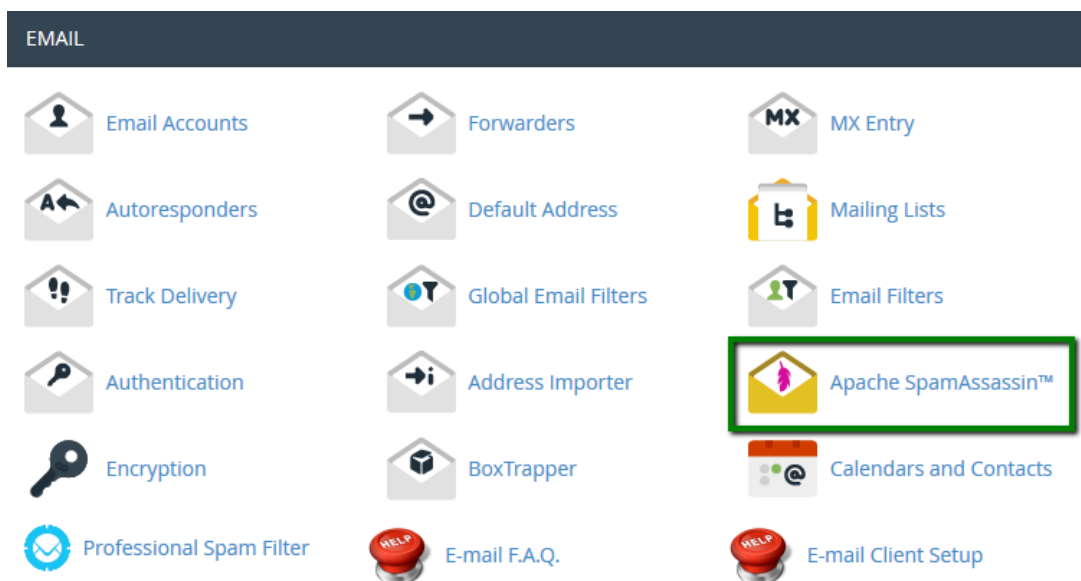 EMAIL
Email Accounts
Forwarders
MX
MX Entry
A
Autoresponders
@
Default Address
Mailing Lists
Track Delivery
Global Email Filters
Email Filters
Authentication
i
Address Importer
Apache SpamAssassin™
Encryption
BoxTrapper
@
Calendars and Contacts
Professional Spam Filter
HELP
E-mail F.A.Q.
HELP
E-mail Client Setup